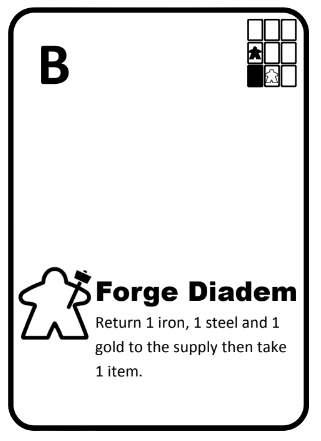 B
Forge Diadem
Return 1 iron, 1 steel and 1
gold to the supply then take
1 item.